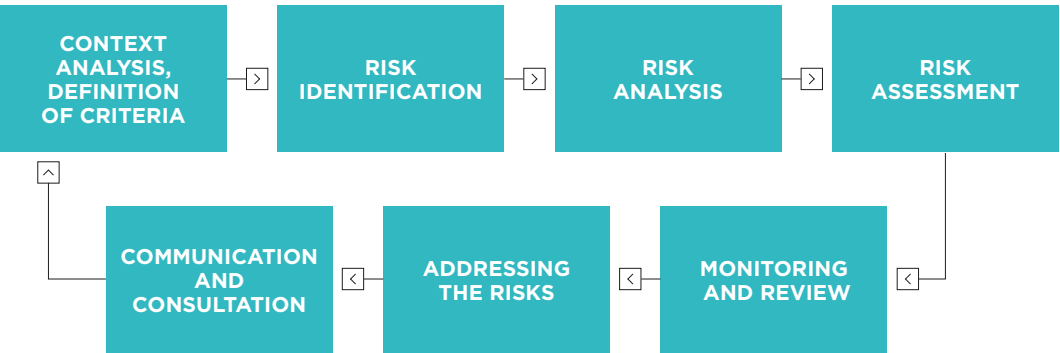 CONTEXT
ANALYSIS,
DEFINITION
OF CRITERIA
RISK
IDENTIFICATION
RISK
ANALYSIS
RISK
ASSESSMENT
MONITORING
AND REVIEW
ADDRESSING
THE RISKS
COMMUNICATION
AND
CONSULTATION